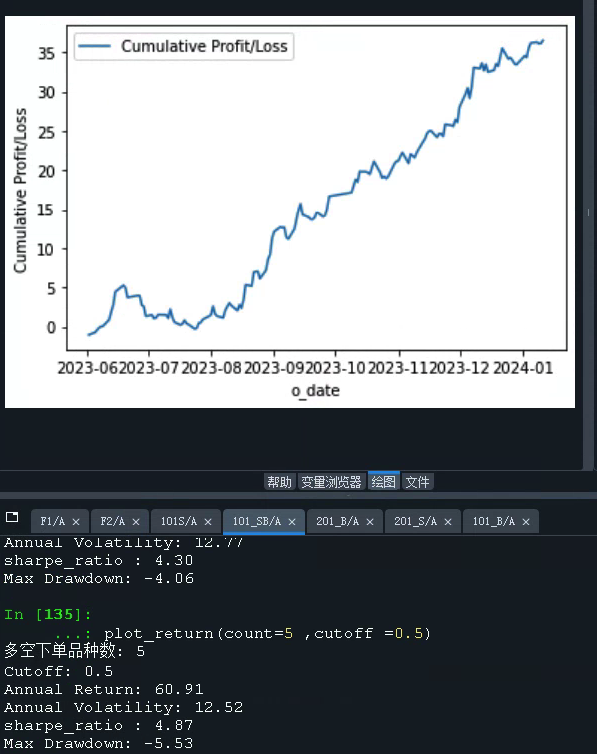 Cumulative Profit/Loss
35
30
25
20
15
10
5
0
Cumulative Profit/Loss
2023-06 2023-07 2023-08 2023-09 2023-10 2023-11 2023-12 2024-01
o_date
帮助 变量浏览器 绘图 文件
F1/A × F2/A × 101S/A × 101_SB/A × 201_B/A × 201_S/A × 101_B/A ×
Annual Volatility: 12.77
sharpe_ratio : 4.30
Max Drawdown: -4.06
In [135]:
...: plot_return(count=5 ,cutoff =0.5)
多空下单品种数: 5
Cutoff: 0.5
Annual Return: 60.91
Annual Volatility: 12.52
sharpe_ratio : 4.87
Max Drawdown: -5.53